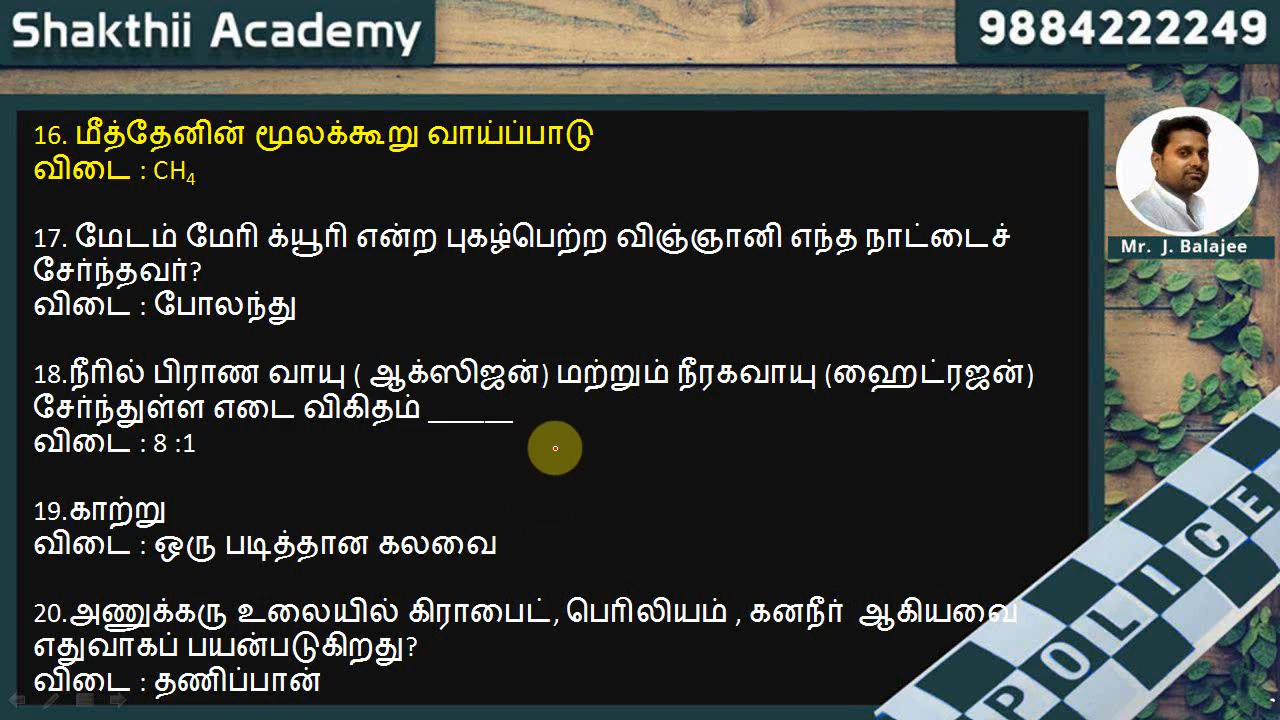 Shakthii Academy
9884222249
16. மீத்தேனின் மூலக்கூறு வாய்ப்பாடு
விடை : CH₄
17. மேடம் மேரி க்யூரி என்ற புகழ்பெற்ற விஞ்ஞானி எந்த நாட்டைச்
சேர்ந்தவர்?
விடை : போலந்து
18.நீரில் பிராண வாயு ( ஆக்ஸிஜன்) மற்றும் நீரகவாயு (ஹைட்ரஜன்)
சேர்ந்துள்ள எடை விகிதம் ______
விடை : 8 :1
19.காற்று
விடை : ஒரு படித்தான கலவை
20.அணுக்கரு உலையில் கிராபைட், பெரிலியம் , கனநீர் ஆகியவை
எதுவாகப் பயன்படுகிறது?
விடை : தணிப்பான்
Mr. J. Balajee
POLICE